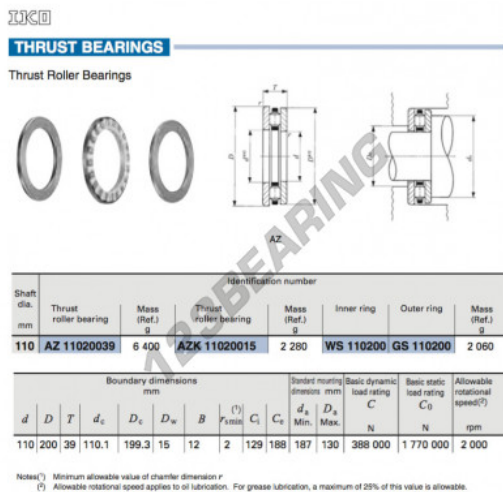 IKO
THRUST BEARINGS
Thrust Roller Bearings
T
r
r
D
d
d
AZ
123BEARING
Identification number
Shaft dia. mm | Thrust roller bearing | Mass (Ref.) g | Thrust roller bearing | Mass (Ref.) g | Inner ring | Outer ring | Mass (Ref.) g
110 | AZ 11020039 | 6 400 | AZK 11020015 | 2 280 | WS 110200 | GS 110200 | 2 060
Boundary dimensions mm | Standard mounting dimensions mm | Basic dynamic load rating C N | Basic static load rating C0 N | Allowable rotational speed(2) rpm
d | D | T | dc | Dc | Dw | B | rs min (1) | Ci | Ce | da Min. | Da Max.
110 | 200 | 39 | 110.1 | 199.3 | 15 | 12 | 2 | 129 | 188 | 187 | 130 | 388 000 | 1 770 000 | 2 000
Notes(1) Minimum allowable value of chamfer dimension r
(2) Allowable rotational speed applies to oil lubrication. For grease lubrication, a maximum of 25% of this value is allowable.